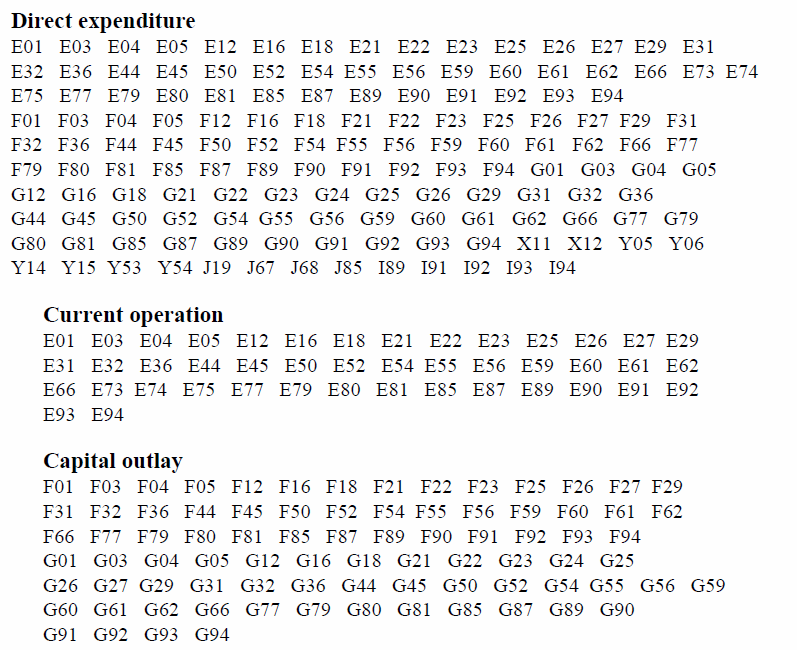 Direct expenditure
E01 E03 E04 E05 E12 E16 E18 E21 E22 E23 E25 E26 E27 E29 E31
E32 E36 E44 E45 E50 E52 E54 E55 E56 E59 E60 E61 E62 E66 E73 E74
E75 E77 E79 E80 E81 E85 E87 E89 E90 E91 E92 E93 E94
F01 F03 F04 F05 F12 F16 F18 F21 F22 F23 F25 F26 F27 F29 F31
F32 F36 F44 F45 F50 F52 F54 F55 F56 F59 F60 F61 F62 F66 F77
F79 F80 F81 F85 F87 F89 F90 F91 F92 F93 F94 G01 G03 G04 G05
G12 G16 G18 G21 G22 G23 G24 G25 G26 G29 G31 G32 G36
G44 G45 G50 G52 G54 G55 G56 G59 G60 G61 G62 G66 G77 G79
G80 G81 G85 G87 G89 G90 G91 G92 G93 G94 X11 X12 Y05 Y06
Y14 Y15 Y53 Y54 J19 J67 J68 J85 I89 I91 I92 I93 I94
Current operation
E01 E03 E04 E05 E12 E16 E18 E21 E22 E23 E25 E26 E27 E29
E31 E32 E36 E44 E45 E50 E52 E54 E55 E56 E59 E60 E61 E62
E66 E73 E74 E75 E77 E79 E80 E81 E85 E87 E89 E90 E91 E92
E93 E94
Capital outlay
F01 F03 F04 F05 F12 F16 F18 F21 F22 F23 F25 F26 F27 F29
F31 F32 F36 F44 F45 F50 F52 F54 F55 F56 F59 F60 F61 F62
F66 F77 F79 F80 F81 F85 F87 F89 F90 F91 F92 F93 F94
G01 G03 G04 G05 G12 G16 G18 G21 G22 G23 G24 G25
G26 G27 G29 G31 G32 G36 G44 G45 G50 G52 G54 G55 G56 G59
G60 G61 G62 G66 G77 G79 G80 G81 G85 G87 G89 G90
G91 G92 G93 G94